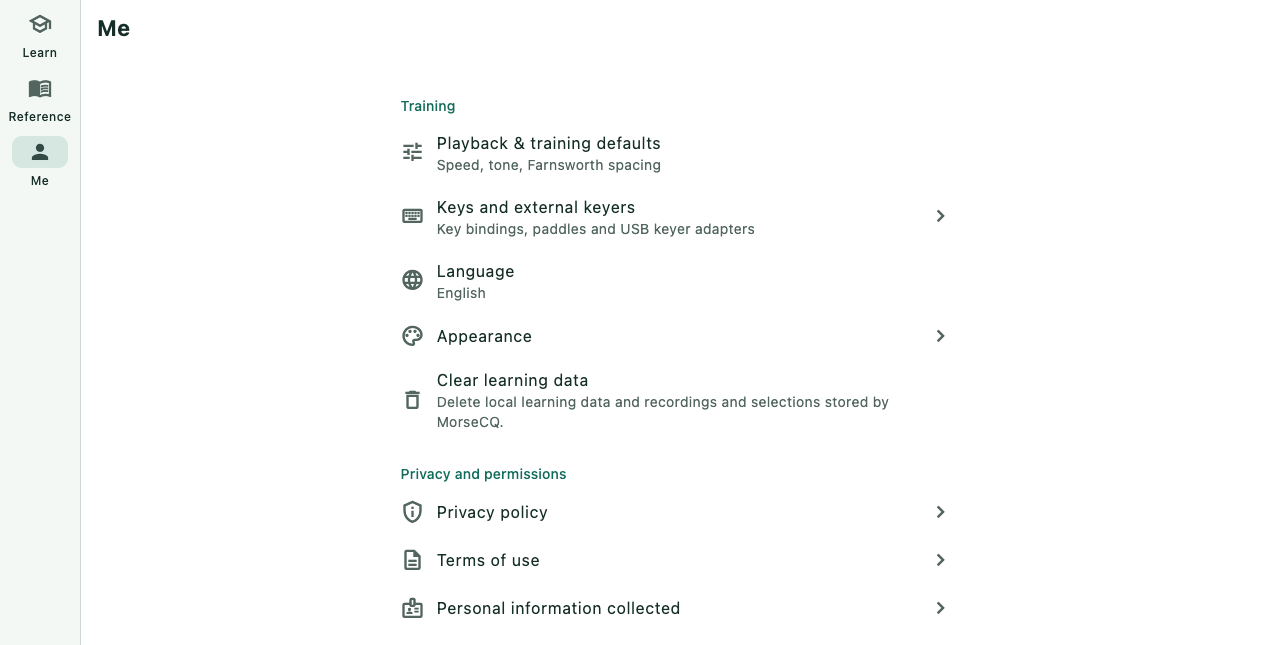 Me
Learn
Reference
Me
Training
Playback & training defaults
Speed, tone, Farnsworth spacing
Keys and external keyers
Key bindings, paddles and USB keyer adapters
Language
English
Appearance
Clear learning data
Delete local learning data and recordings and selections stored by
MorseCQ.
Privacy and permissions
Privacy policy
Terms of use
Personal information collected